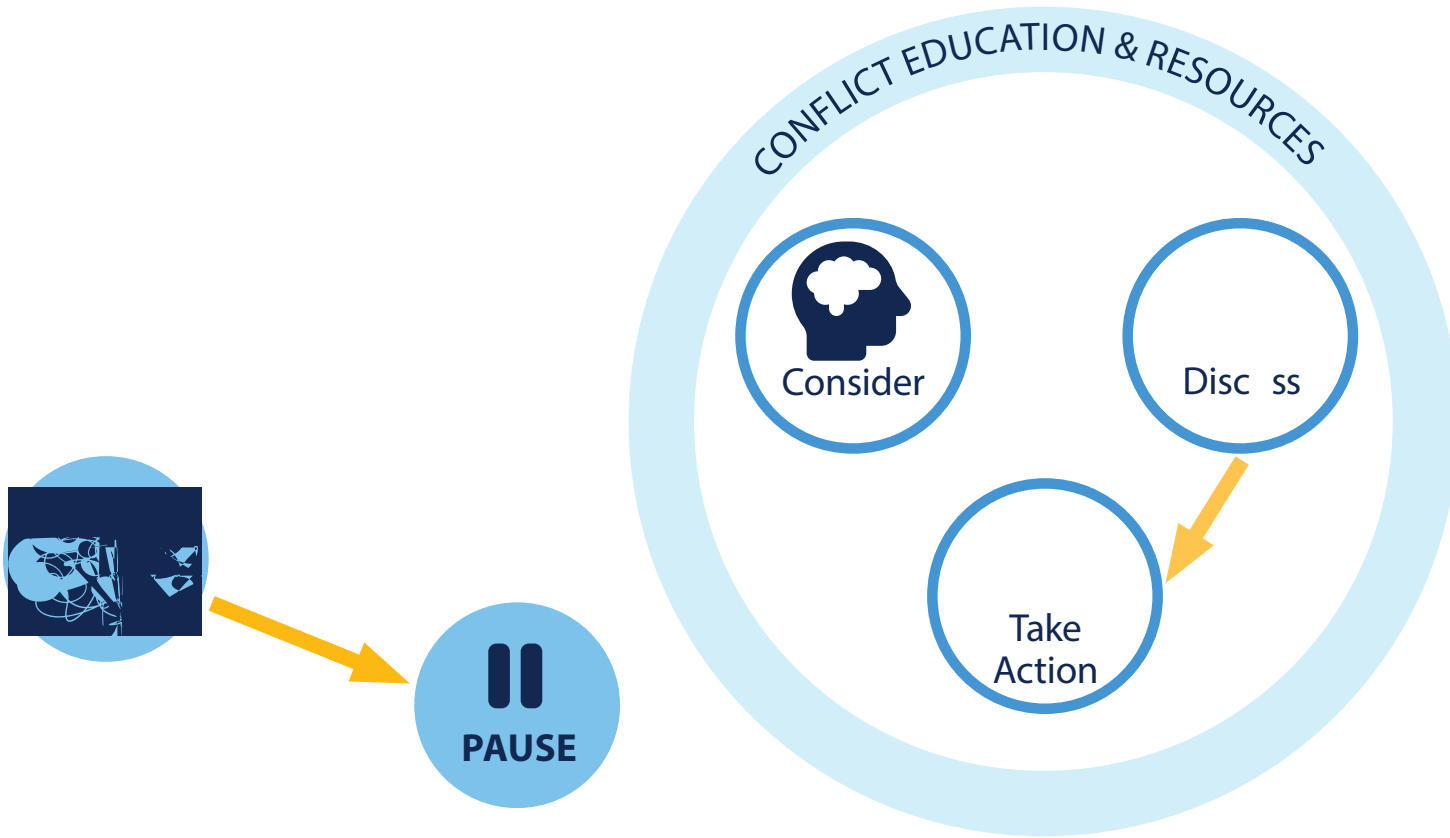 CONFLICT EDUCATION & RESOURCES
Consider
Disc ss
Take
Action
PAUSE